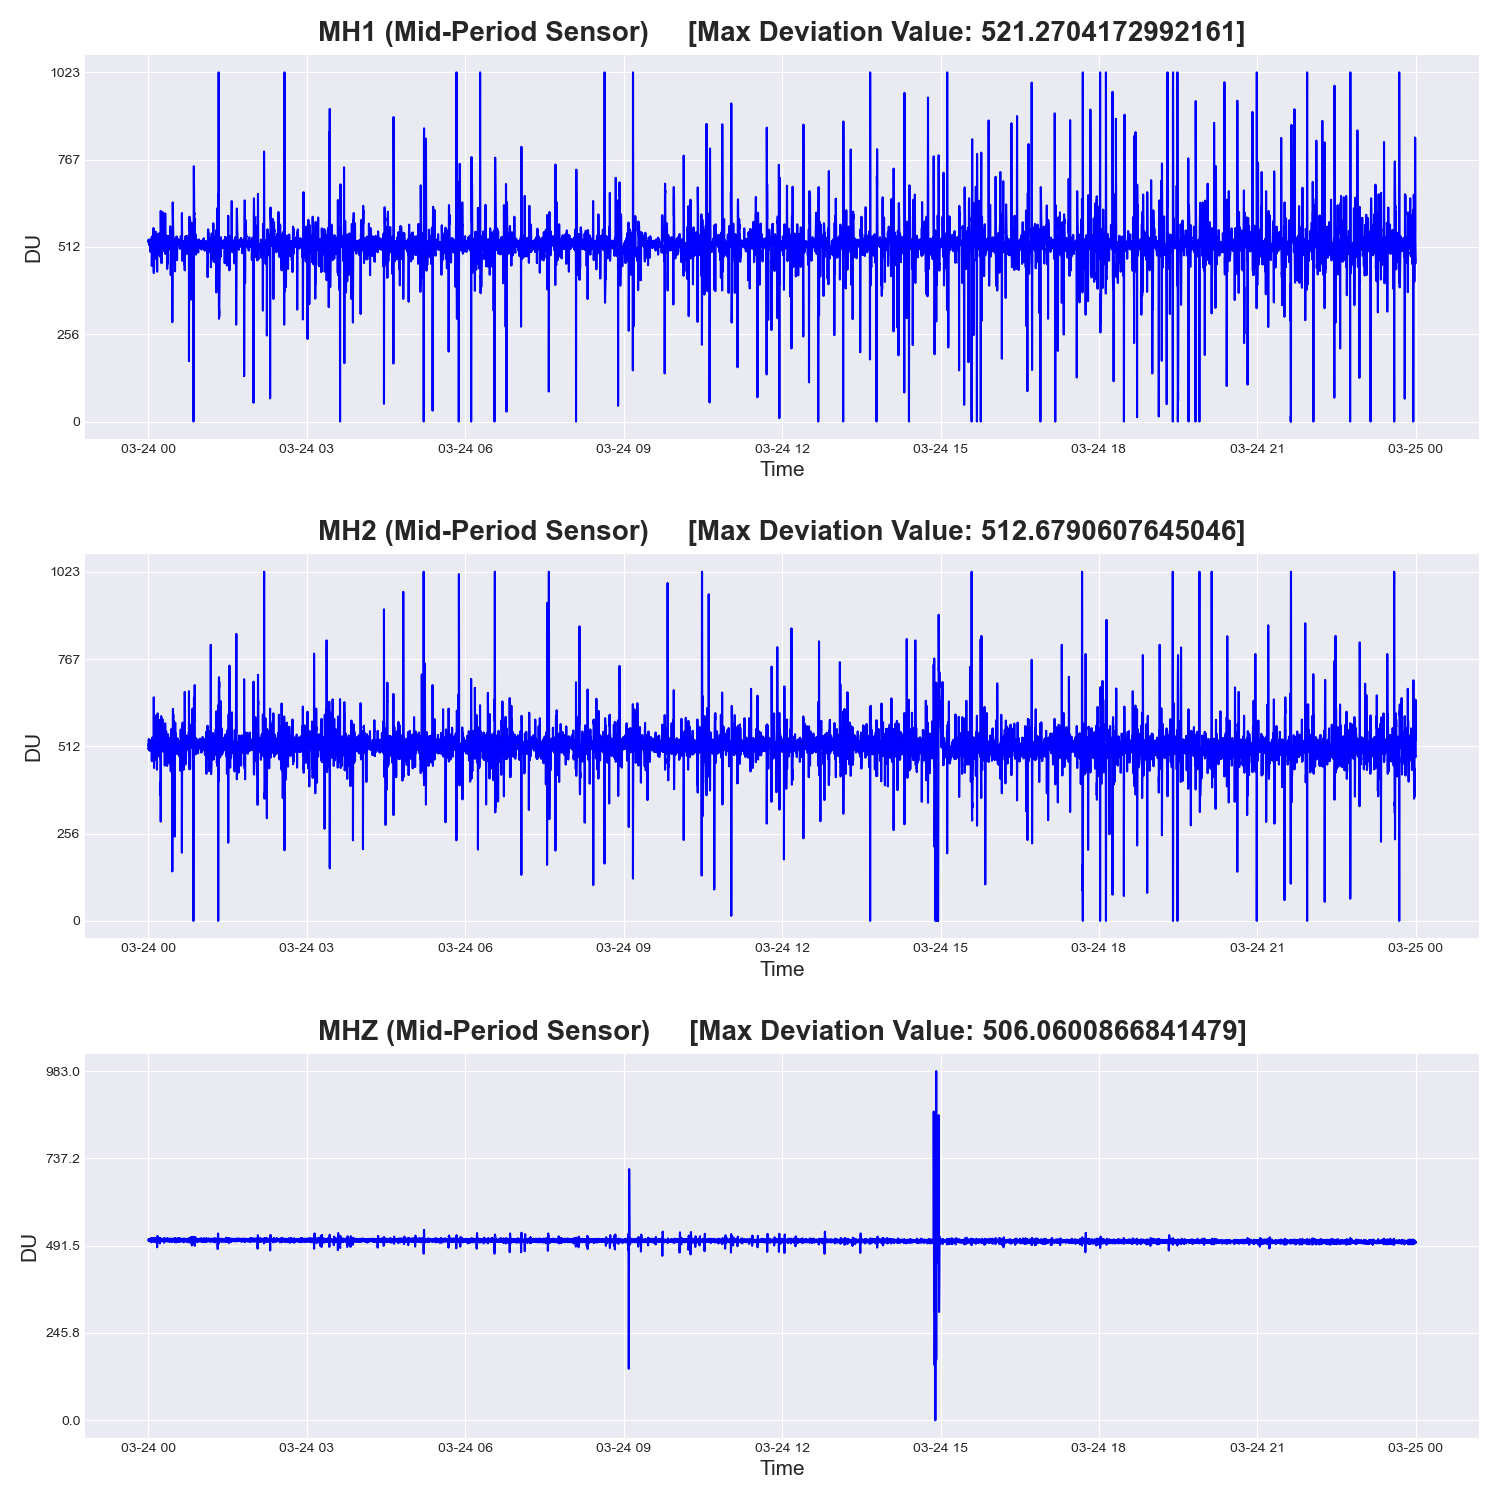 MH1 (Mid-Period Sensor) [Max Deviation Value: 521.2704172992161]
1023
767
512
256
0
DU
03-24 00 03-24 03 03-24 06 03-24 09 03-24 12 03-24 15 03-24 18 03-24 21 03-25 00
Time
MH2 (Mid-Period Sensor) [Max Deviation Value: 512.6790607645046]
1023
767
512
256
0
DU
03-24 00 03-24 03 03-24 06 03-24 09 03-24 12 03-24 15 03-24 18 03-24 21 03-25 00
Time
MHZ (Mid-Period Sensor) [Max Deviation Value: 506.0600866841479]
983.0
737.2
491.5
245.8
0.0
DU
03-24 00 03-24 03 03-24 06 03-24 09 03-24 12 03-24 15 03-24 18 03-24 21 03-25 00
Time